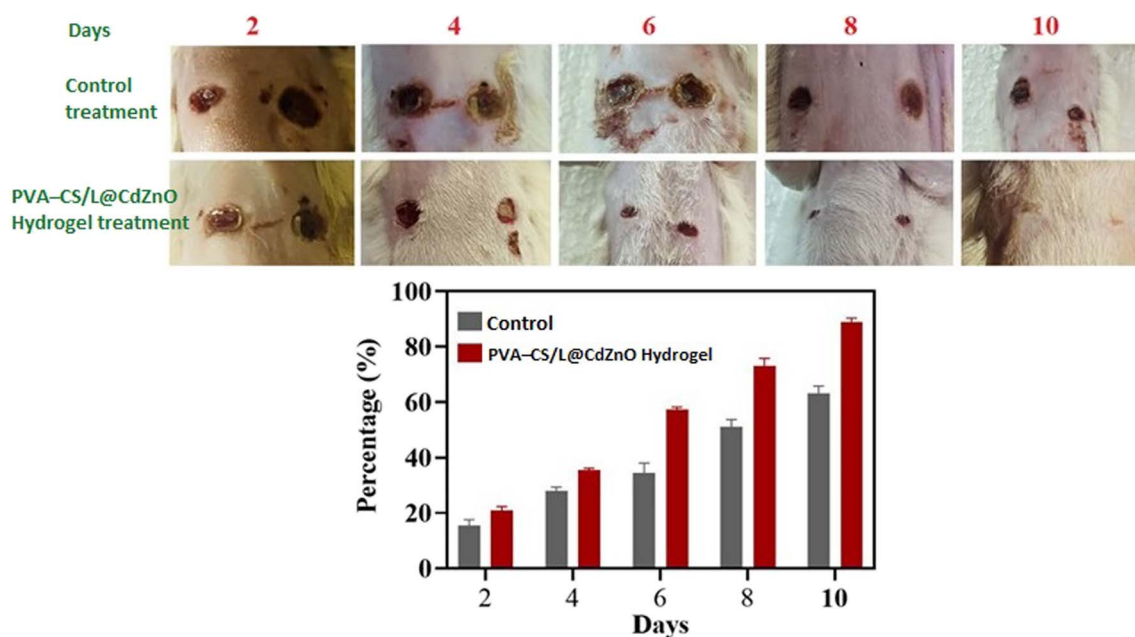 Days 2 4 6 8 10
Control
treatment
PVA–CS/L@CdZnO
Hydrogel treatment
100
80
60
40
20
0
Percentage (%)
Control
PVA–CS/L@CdZnO Hydrogel
2 4 6 8 10
Days